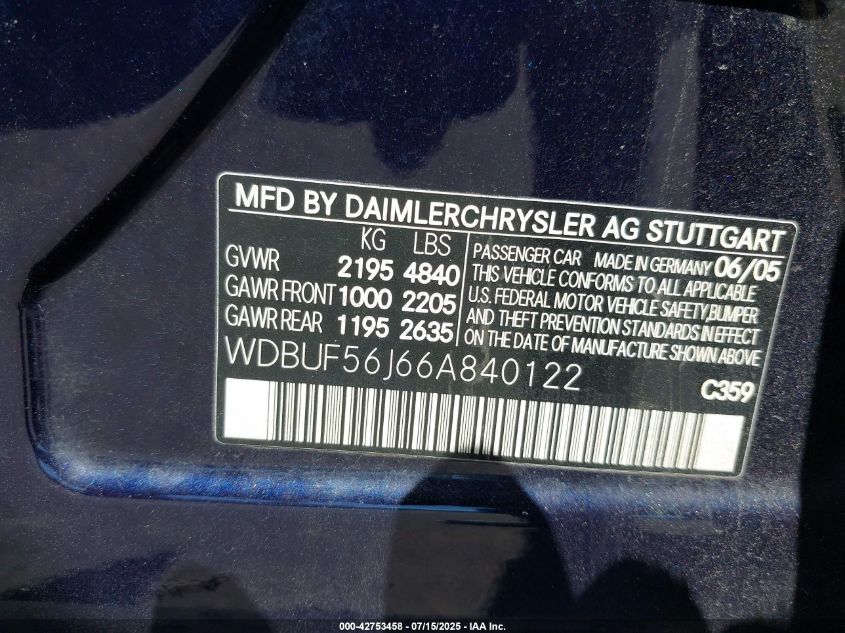 MFD BY DAIMLERCHRYSLER AG STUTTGART
KG LBS
GVWR 2195 4840
GAWR FRONT 1000 2205
GAWR REAR 1195 2635
PASSENGER CAR MADE IN GERMANY 06/05
THIS VEHICLE CONFORMS TO ALL APPLICABLE
U.S. FEDERAL MOTOR VEHICLE SAFETY, BUMPER
AND THEFT PREVENTION STANDARDS IN EFFECT
ON THE DATE OF MANUFACTURE SHOWN ABOVE.
WDBUF56J66A840122
C359
000-42753458 - 07/15/2025 - IAA Inc.